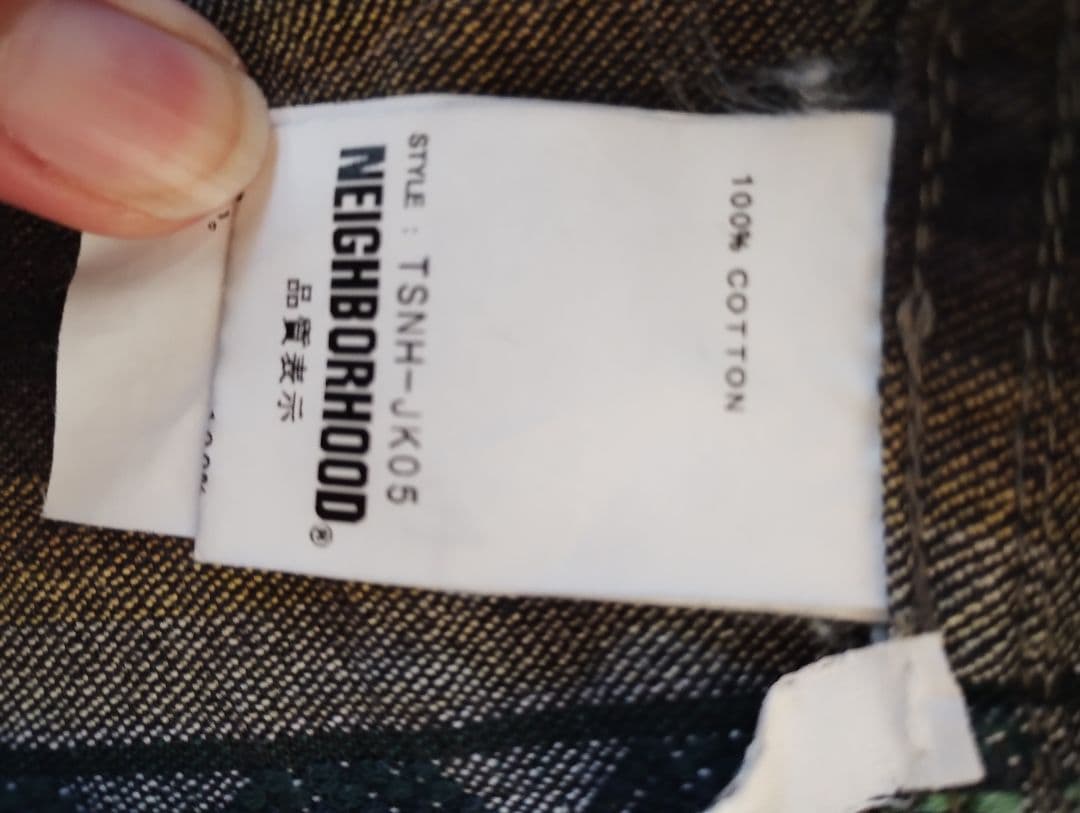 品質表示
NEIGHBORHOOD®
STYLE : TSNH-JK05
100% COTTON